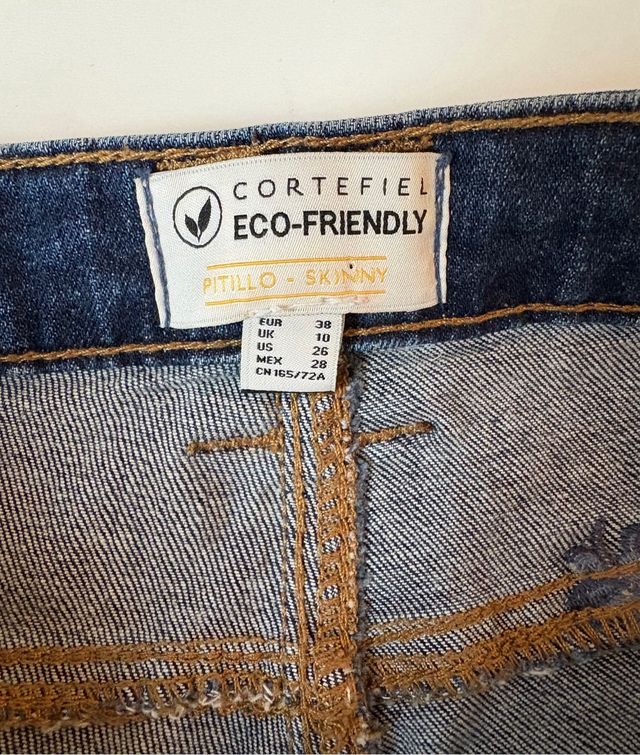 CORTEFIEL
ECO-FRIENDLY
PITILLO - SKINNY
EUR 38
UK 10
US 26
MEX 28
CN 165/72A